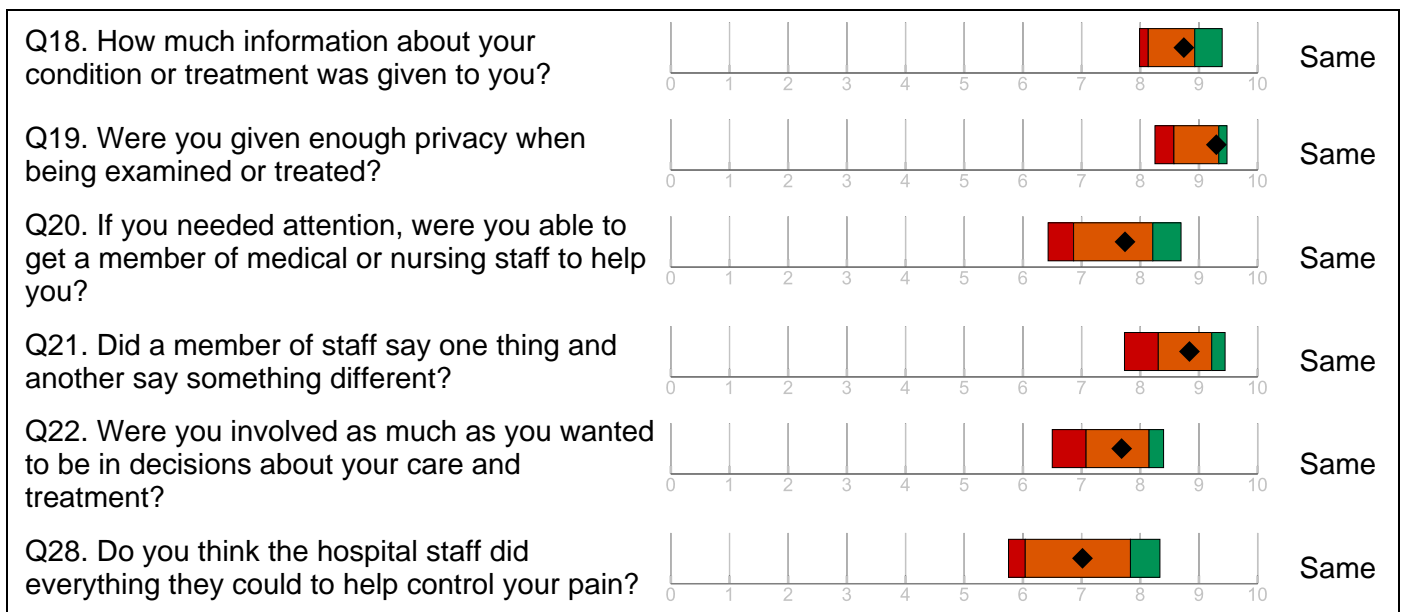 Q18. How much information about your
condition or treatment was given to you?
0 1 2 3 4 5 6 7 8 9 10
Same
Q19. Were you given enough privacy when
being examined or treated?
0 1 2 3 4 5 6 7 8 9 10
Same
Q20. If you needed attention, were you able to
get a member of medical or nursing staff to help
you?
0 1 2 3 4 5 6 7 8 9 10
Same
Q21. Did a member of staff say one thing and
another say something different?
0 1 2 3 4 5 6 7 8 9 10
Same
Q22. Were you involved as much as you wanted
to be in decisions about your care and
treatment?
0 1 2 3 4 5 6 7 8 9 10
Same
Q28. Do you think the hospital staff did
everything they could to help control your pain?
0 1 2 3 4 5 6 7 8 9 10
Same